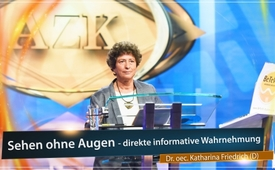 AZK
Sehen ohne Augen - direkte informative Wahrnehmung
Dr. oec. Katharina Friedrich (D)